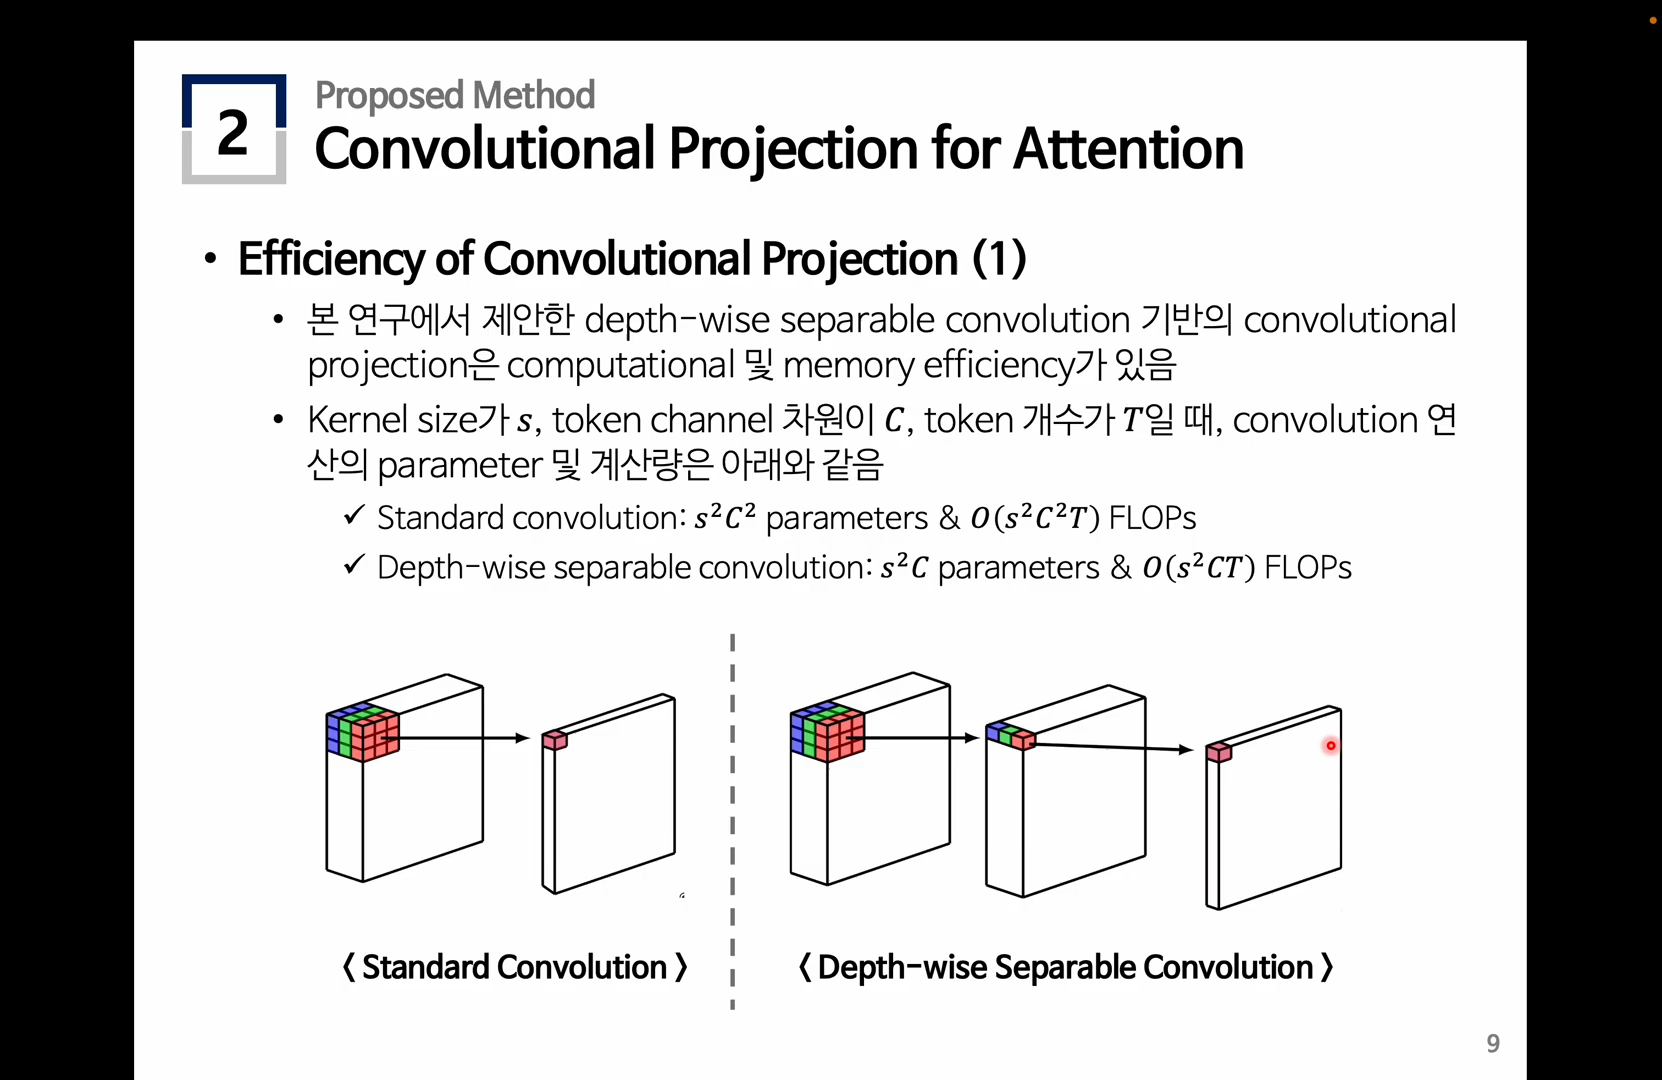 2
Proposed Method
Convolutional Projection for Attention
• Efficiency of Convolutional Projection (1)
• 본 연구에서 제안한 depth-wise separable convolution 기반의 convolutional
projection은 computational 및 memory efficiency가 있음
• Kernel size가 s, token channel 차원이 C, token 개수가 T일 때, convolution 연
산의 parameter 및 계산량은 아래와 같음
✓ Standard convolution: s²C² parameters & O(s²C²T) FLOPs
✓ Depth-wise separable convolution: s²C parameters & O(s²CT) FLOPs
⟨ Standard Convolution ⟩
⟨ Depth-wise Separable Convolution ⟩
9